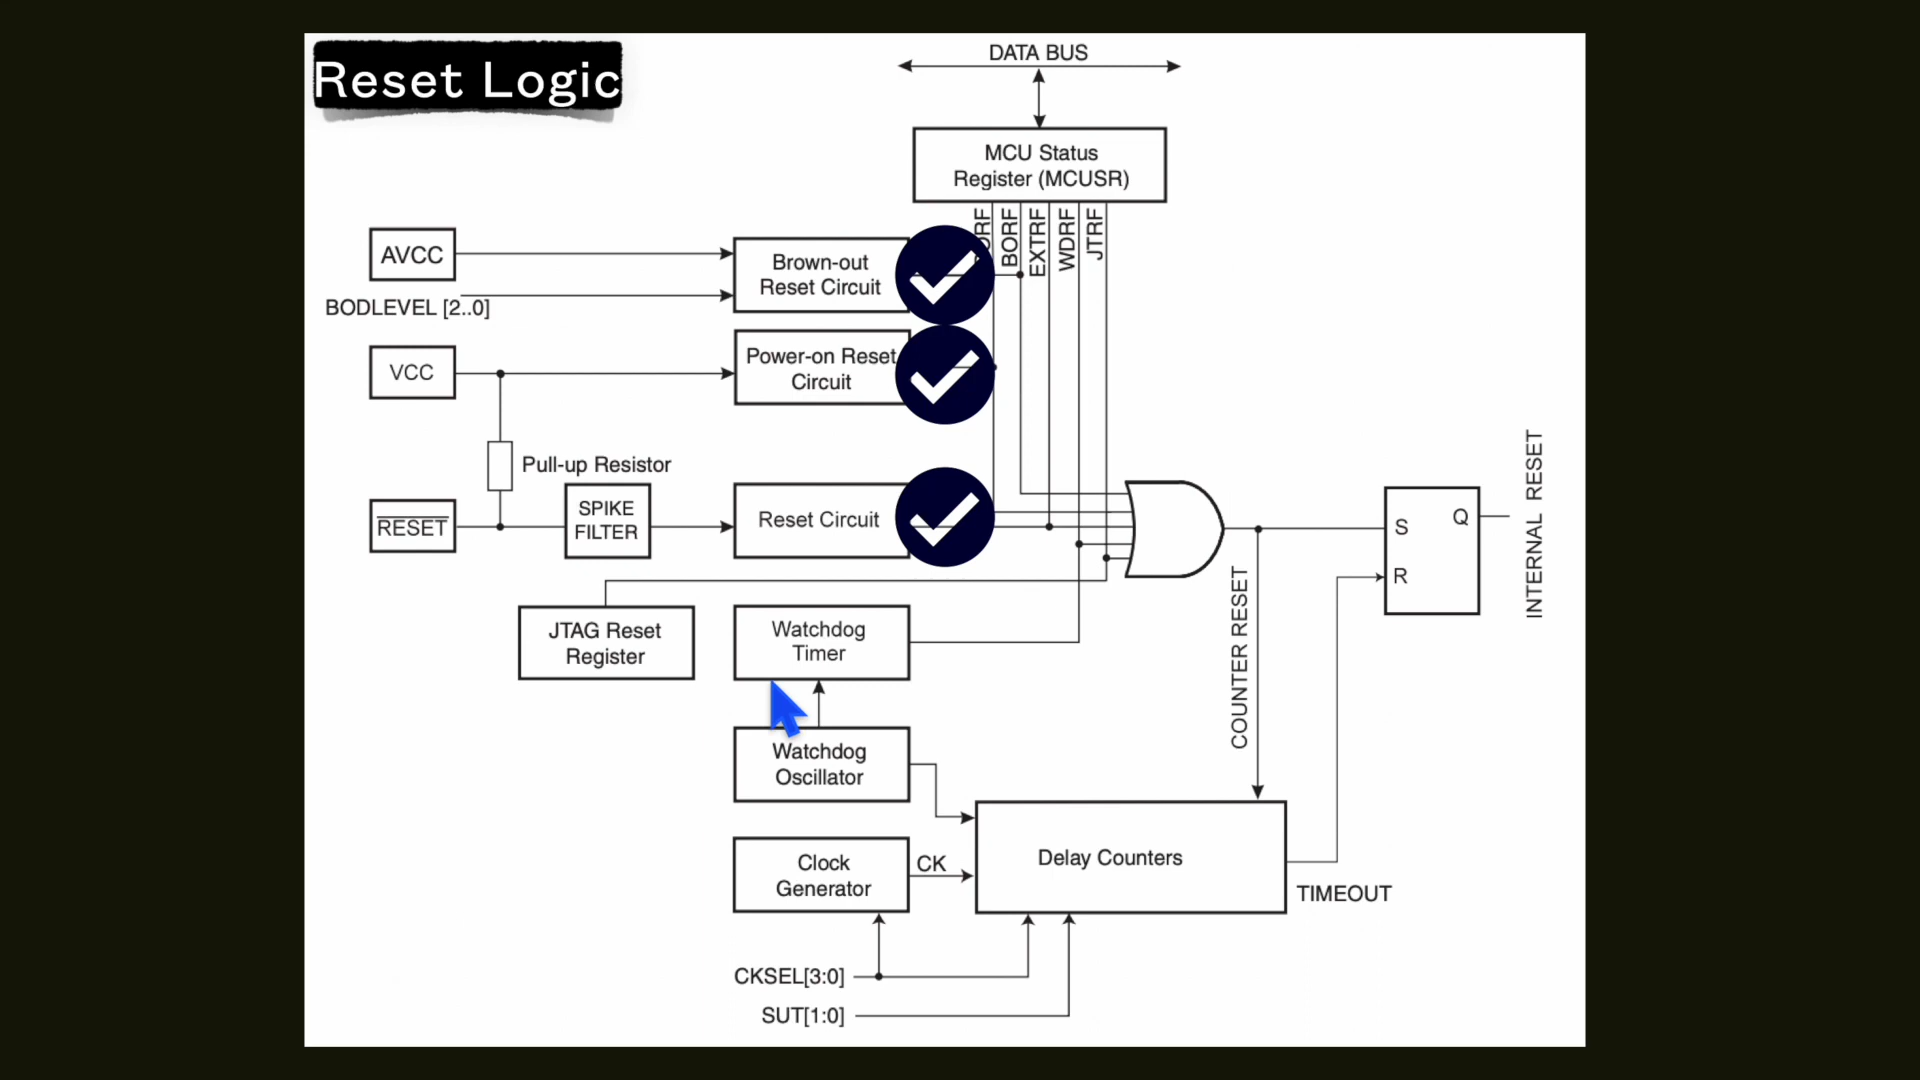 Reset Logic
DATA BUS
MCU Status
Register (MCUSR)
BORF
EXTRF
WDRF
JTRF
AVCC
BODLEVEL [2..0]
Brown-out
Reset Circuit
VCC
Power-on Reset
Circuit
Pull-up Resistor
RESET
SPIKE
FILTER
Reset Circuit
S
Q
R
INTERNAL RESET
JTAG Reset
Register
Watchdog
Timer
COUNTER RESET
Watchdog
Oscillator
Clock
Generator
CK
Delay Counters
TIMEOUT
CKSEL[3:0]
SUT[1:0]